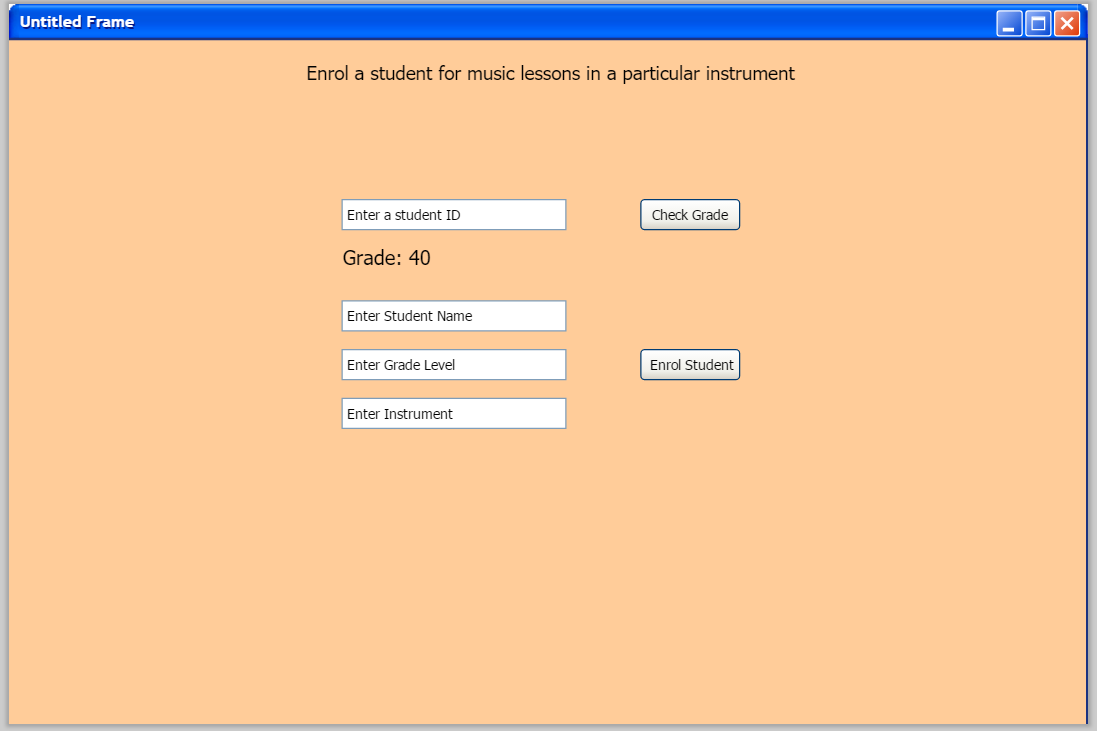 Untitled Frame
Enrol a student for music lessons in a particular instrument
Enter a student ID
Check Grade
Grade: 40
Enter Student Name
Enter Grade Level
Enrol Student
Enter Instrument